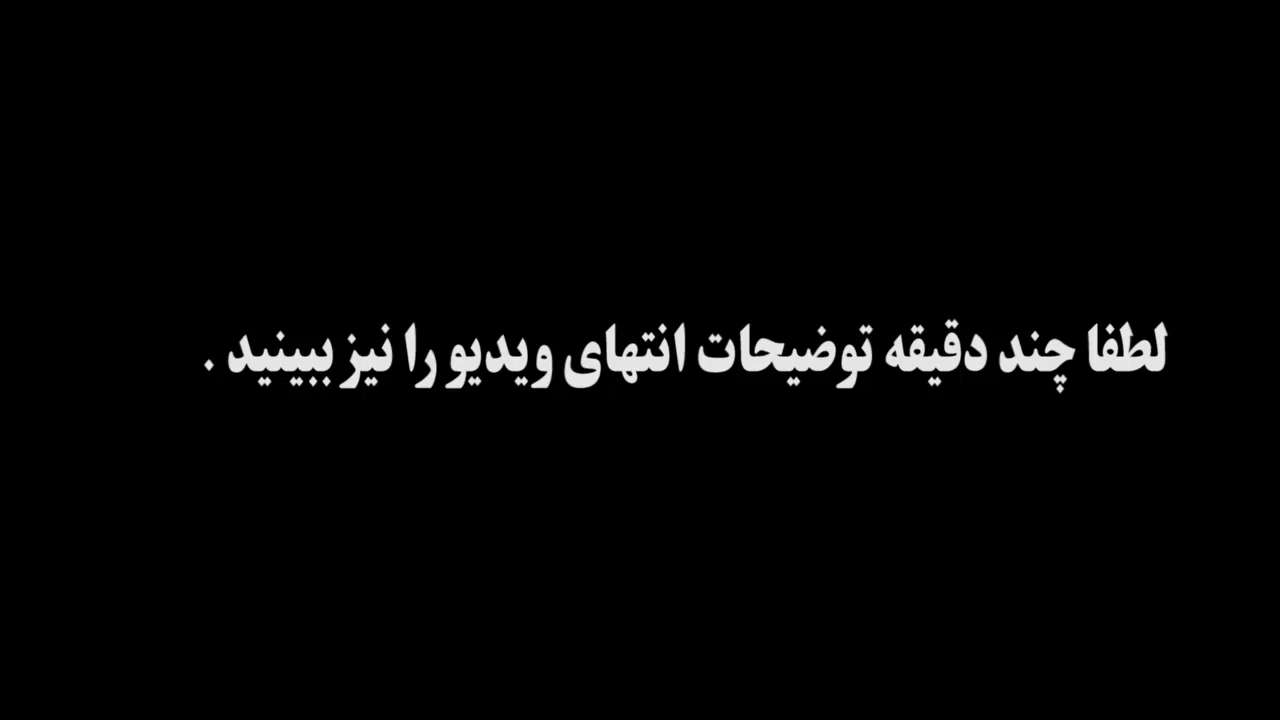 لطفا چند دقیقه توضیحات انتهای ویدیو را نیز ببینید .